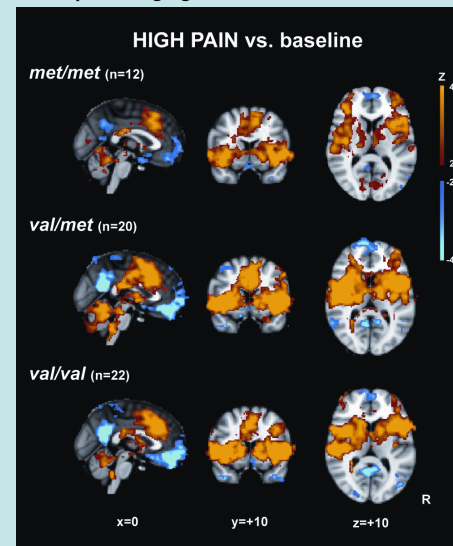 HIGH PAIN vs. baseline
met/met (n=12)
Z
4
2
-2
-4
val/met (n=20)
val/val (n=22)
R
x=0 y=+10 z=+10